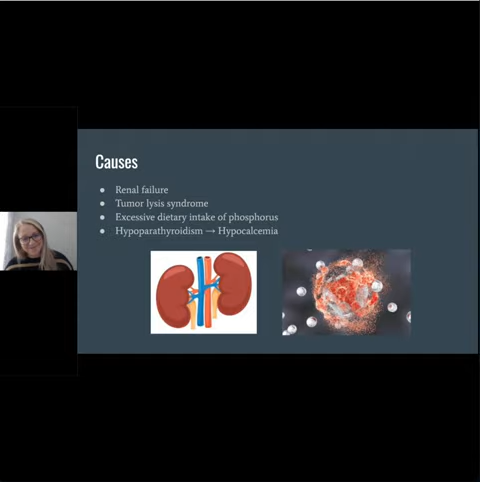 Causes
Renal failure
Tumor lysis syndrome
Excessive dietary intake of phosphorus
Hypoparathyroidism → Hypocalcemia